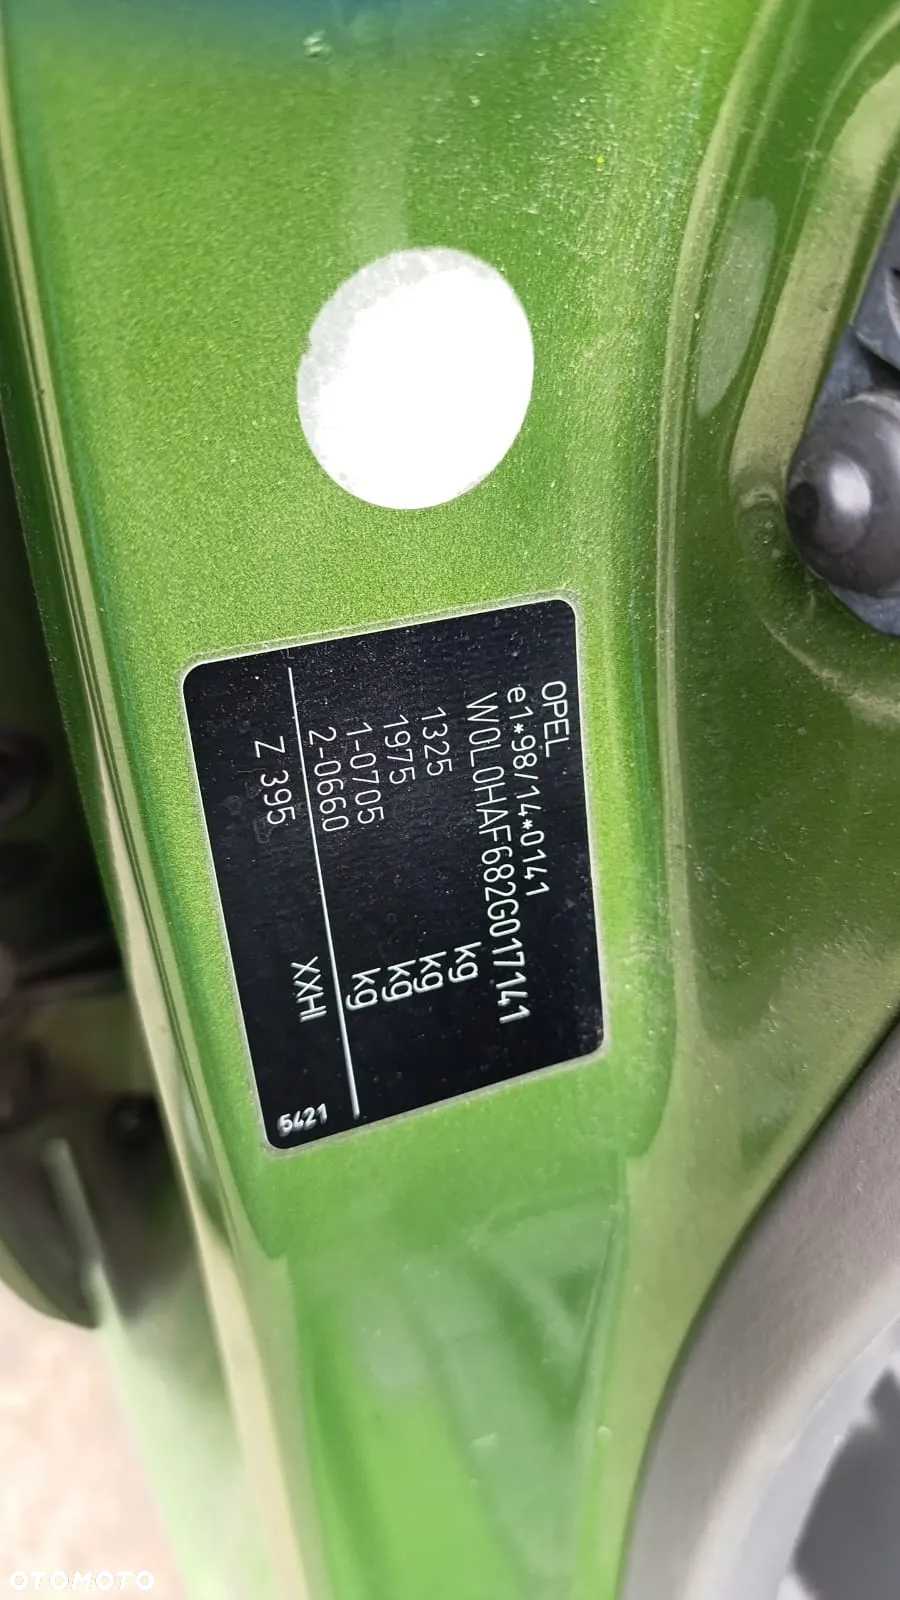 OPEL
e1*98/14*0141
W0L0HAF682G017141
1325 kg
1975 kg
1-0705 kg
2-0660 kg
Z 395 XXHI
5421
OTOMOTO